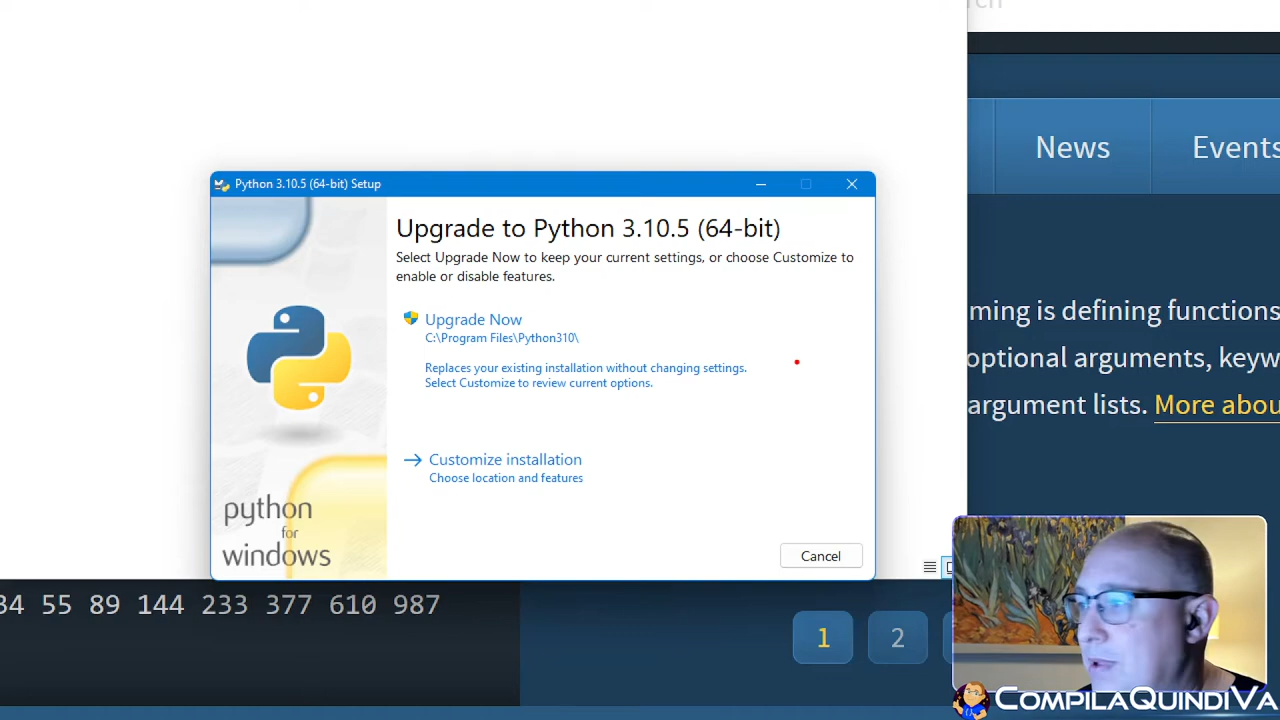 rch
News
Events
Python 3.10.5 (64-bit) Setup
Upgrade to Python 3.10.5 (64-bit)
Select Upgrade Now to keep your current settings, or choose Customize to
enable or disable features.
Upgrade Now
C:\Program Files\Python310\
Replaces your existing installation without changing settings.
Select Customize to review current options.
Customize installation
Choose location and features
python
for
windows
Cancel
ming is defining functions
optional arguments, keyw
argument lists. More abou
34 55 89 144 233 377 610 987
1
2
COMPILAQUINDIVA